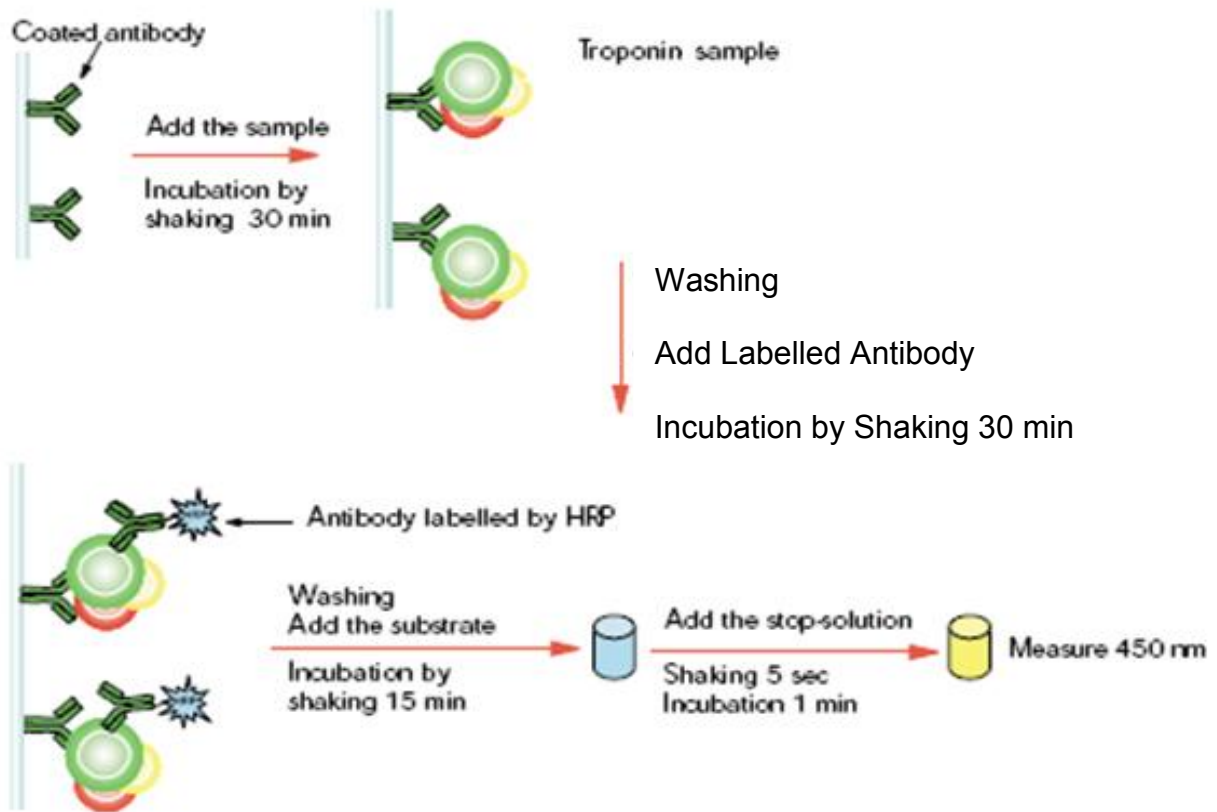 Coated antibody
Add the sample
Incubation by
shaking 30 min
Troponin sample
Washing
Add Labelled Antibody
Incubation by Shaking 30 min
Antibody labelled by HRP
Washing
Add the substrate
Incubation by
shaking 15 min
Add the stop-solution
Shaking 5 sec
Incubation 1 min
Measure 450 nm